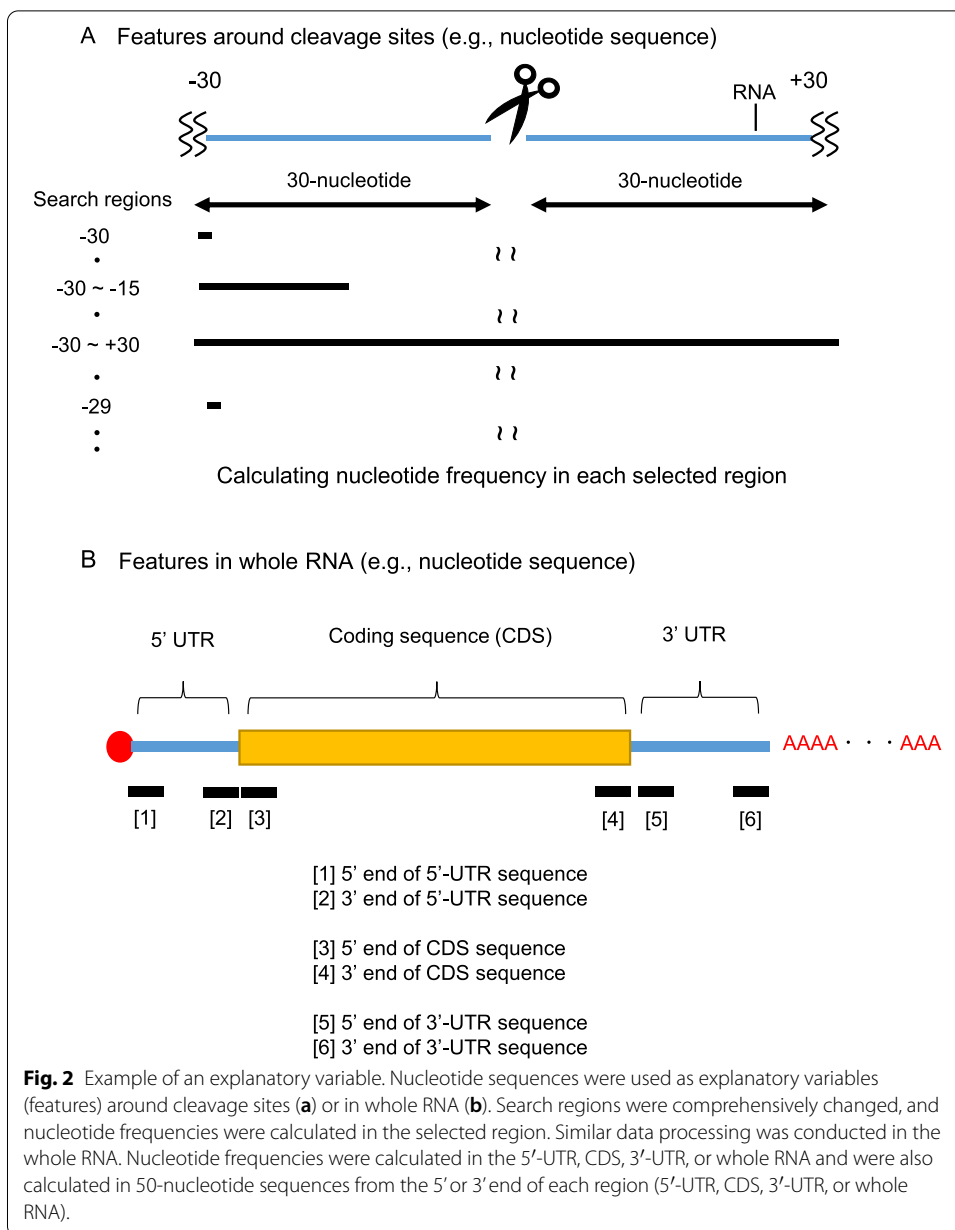 A Features around cleavage sites (e.g., nucleotide sequence)
-30
+30
RNA
30-nucleotide
30-nucleotide
Search regions
-30
-30 ~ -15
-30 ~ +30
-29
Calculating nucleotide frequency in each selected region
B Features in whole RNA (e.g., nucleotide sequence)
5' UTR
Coding sequence (CDS)
3' UTR
AAAA · · · AAA
[1]
[2]
[3]
[4]
[5]
[6]
[1] 5' end of 5'-UTR sequence
[2] 3' end of 5'-UTR sequence
[3] 5' end of CDS sequence
[4] 3' end of CDS sequence
[5] 5' end of 3'-UTR sequence
[6] 3' end of 3'-UTR sequence
Fig. 2 Example of an explanatory variable. Nucleotide sequences were used as explanatory variables
(features) around cleavage sites (a) or in whole RNA (b). Search regions were comprehensively changed, and
nucleotide frequencies were calculated in the selected region. Similar data processing was conducted in the
whole RNA. Nucleotide frequencies were calculated in the 5′-UTR, CDS, 3′-UTR, or whole RNA and were also
calculated in 50-nucleotide sequences from the 5′ or 3′ end of each region (5′-UTR, CDS, 3′-UTR, or whole
RNA).